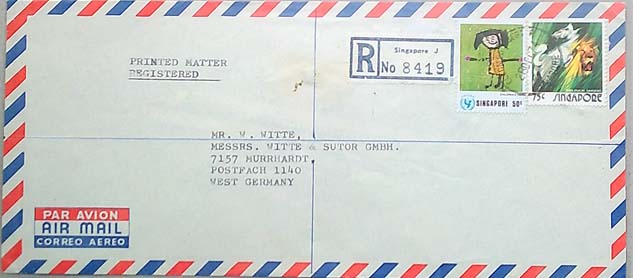 PRINTED MATTER
REGISTERED
R
Singapore J
No 8419
SINGAPORE 50c
75c SINGAPORE
MR. W. WITTE,
MESSRS. WITTE & SUTOR GMBH.
7157 MURRHARDT,
POSTFACH 1140
WEST GERMANY
PAR AVION
AIR MAIL
CORREO AEREO